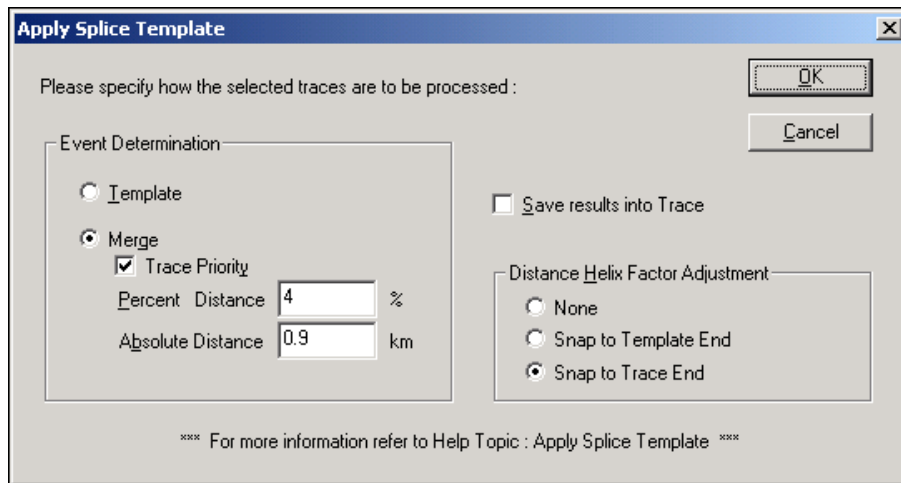 Apply Splice Template
Please specify how the selected traces are to be processed :
OK
Cancel
Event Determination
Template
Merge
Trace Priority
Percent Distance 4 %
Absolute Distance 0.9 km
Save results into Trace
Distance Helix Factor Adjustment
None
Snap to Template End
Snap to Trace End
*** For more information refer to Help Topic : Apply Splice Template ***